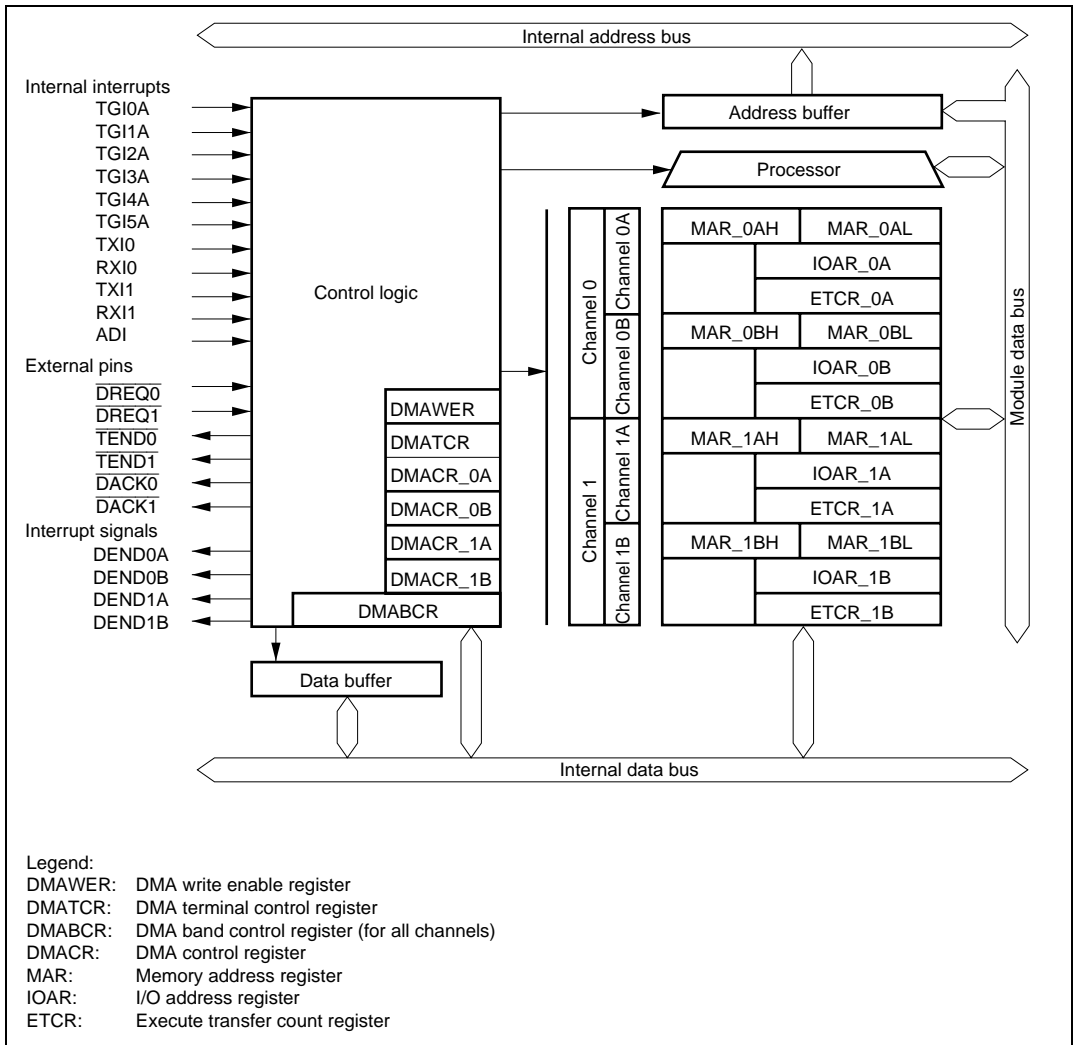 Internal address bus
Internal interrupts
TGI0A
TGI1A
TGI2A
TGI3A
TGI4A
TGI5A
TXI0
RXI0
TXI1
RXI1
ADI
External pins
DREQ0
DREQ1
TEND0
TEND1
DACK0
DACK1
Interrupt signals
DEND0A
DEND0B
DEND1A
DEND1B
Control logic
DMAWER
DMATCR
DMACR_0A
DMACR_0B
DMACR_1A
DMACR_1B
DMABCR
Data buffer
Address buffer
Processor
Channel 0
Channel 0A
Channel 0B
Channel 1
Channel 1A
Channel 1B
MAR_0AH MAR_0AL
IOAR_0A
ETCR_0A
MAR_0BH MAR_0BL
IOAR_0B
ETCR_0B
MAR_1AH MAR_1AL
IOAR_1A
ETCR_1A
MAR_1BH MAR_1BL
IOAR_1B
ETCR_1B
Module data bus
Internal data bus
Legend:
DMAWER: DMA write enable register
DMATCR: DMA terminal control register
DMABCR: DMA band control register (for all channels)
DMACR: DMA control register
MAR: Memory address register
IOAR: I/O address register
ETCR: Execute transfer count register